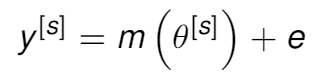 y^{[s]} = m(θ^{[s]}) + e